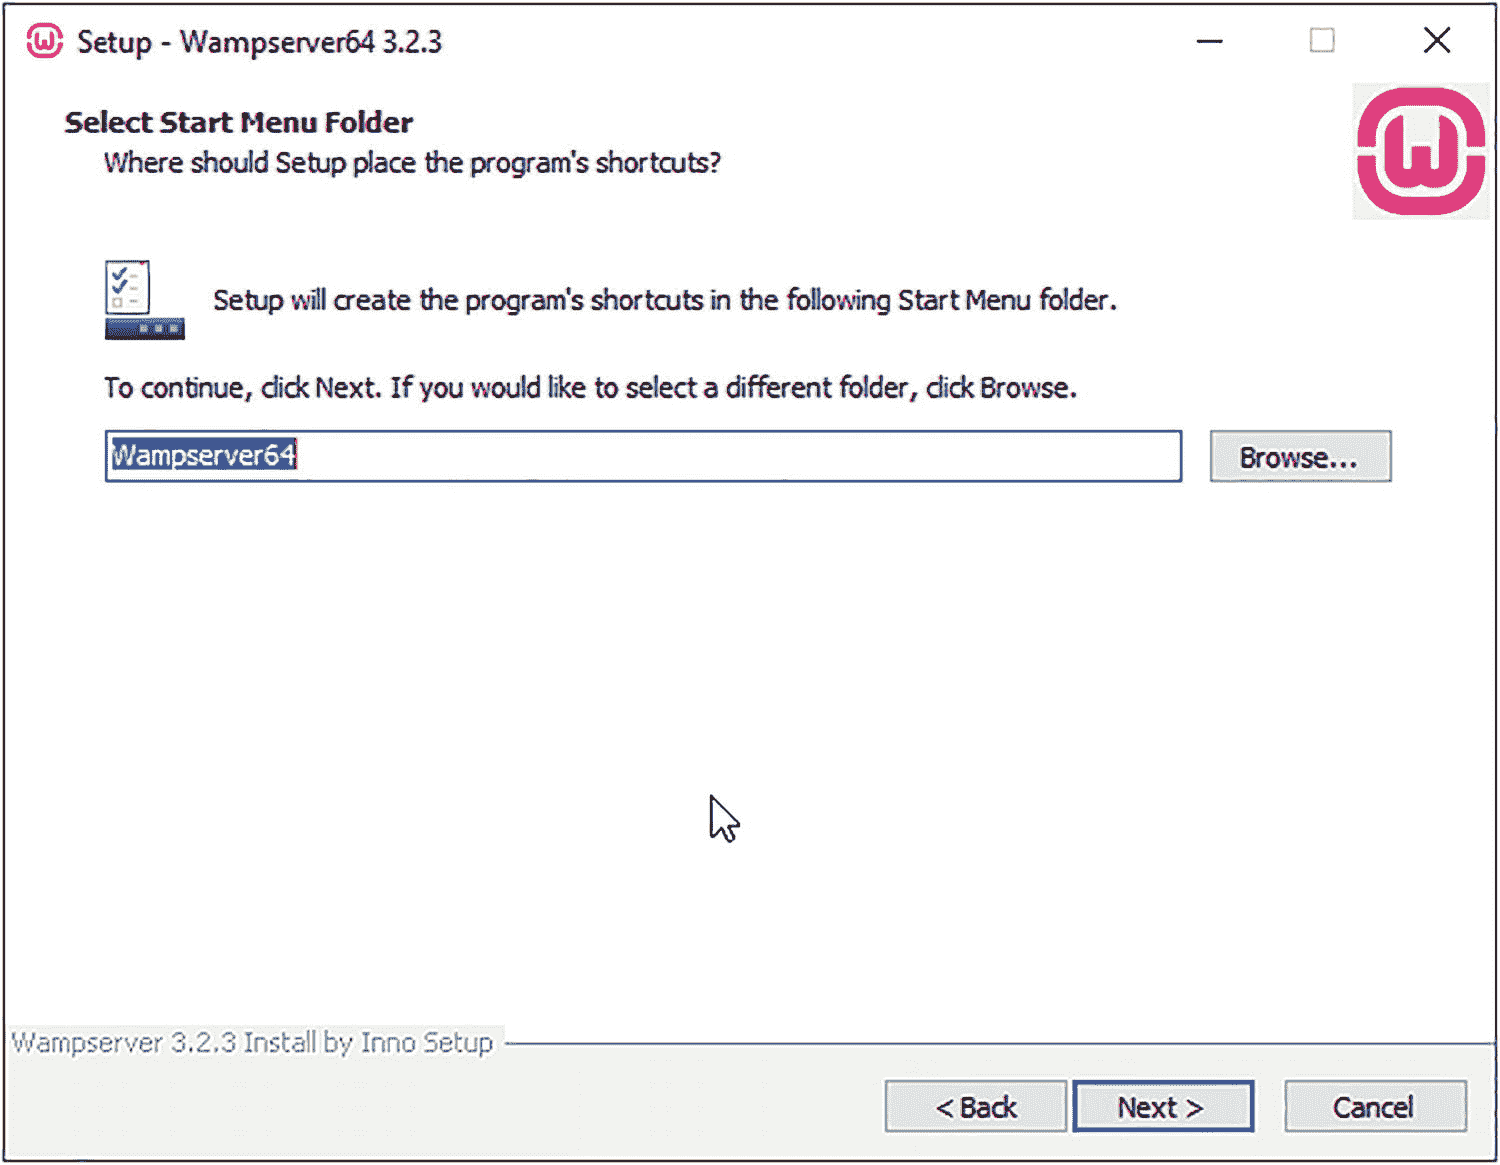 Setup - Wampserver64 3.2.3
Select Start Menu Folder
Where should Setup place the program's shortcuts?
Setup will create the program's shortcuts in the following Start Menu folder.
To continue, click Next. If you would like to select a different folder, click Browse.
Wampserver64
Browse...
Wampserver 3.2.3 Install by Inno Setup
< Back
Next >
Cancel